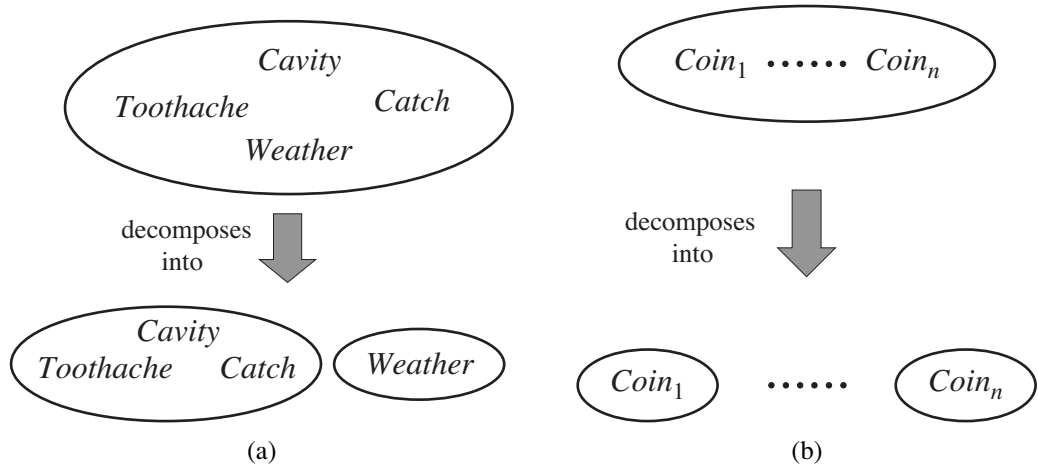 Cavity
Toothache Catch
Weather
decomposes
into
Cavity
Toothache Catch Weather
(a)
Coin1 ...... Coinn
decomposes
into
Coin1 ...... Coinn
(b)